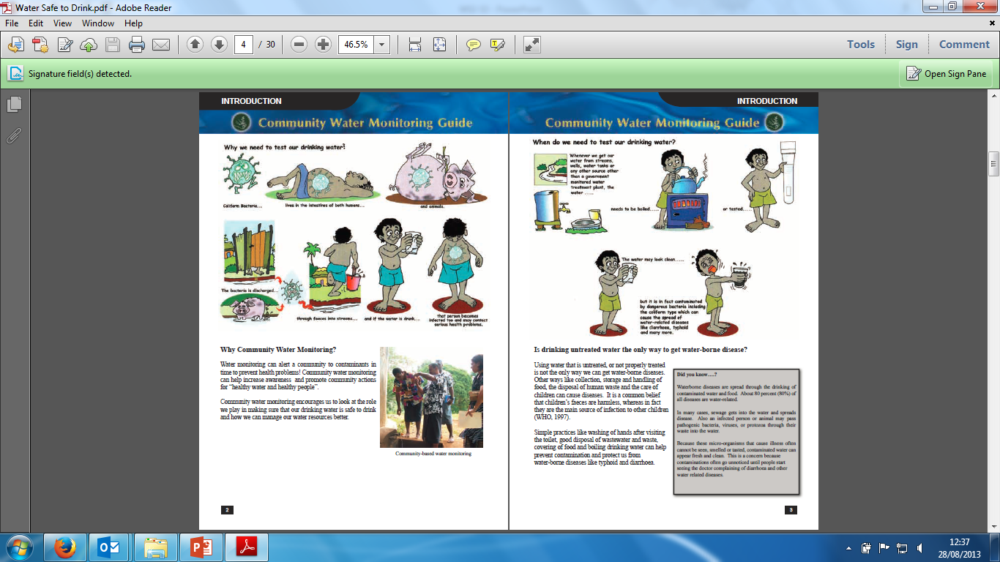 Water Safe to Drink.pdf - Adobe Reader
File Edit View Window Help
4 / 30 46.5% Tools Sign Comment
Signature field(s) detected. Open Sign Pane
INTRODUCTION
Community Water Monitoring Guide
Why we need to test our drinking water?
Coliform Bacteria...
lives in the intestines of both humans...
and animals.
The bacteria is discharged...
through faeces into streams...
and if the water is drunk...
that person becomes
infected too and may contact
serious health problems.
Why Community Water Monitoring?
Water monitoring can alert a community to contaminants in
time to prevent health problems! Community water monitoring
can help increase awareness and promote community actions
for “healthy water and healthy people”.
Community water monitoring encourages us to look at the role
we play in making sure that our drinking water is safe to drink
and how we can manage our water resources better.
Community-based water monitoring
2
INTRODUCTION
Community Water Monitoring Guide
When do we need to test our drinking water?
Whenever we get our
water from streams,
wells, water tanks or
any other source other
then a government
monitored water
treatment plant, the
water .....
needs to be boiled.....
or tested.....
The water may look clean.....
but it is in fact contaminated
by dangerous bacteria including
the coliform type which can
cause the spread of
water-related diseases
like diarrhoea, typhoid
and many more.
Is drinking untreated water the only way to get water-borne disease?
Using water that is untreated, or not properly treated
is not the only way we can get water-borne diseases.
Other ways like collection, storage and handling of
food, the disposal of human waste and the care of
children can cause diseases. It is a common belief
that children’s faeces are harmless, whereas in fact
they are the main source of infection to other children
(WHO, 1997).
Simple practices like washing of hands after visiting
the toilet, good disposal of wastewater and waste,
covering of food and boiling drinking water can help
prevent contamination and protect us from
water-borne diseases like typhoid and diarrhoea.
Did you know....?
Waterborne diseases are spread through the drinking of
contaminated water and food. About 80 percent (80%) of
all diseases are water-related.
In many cases, sewage gets into the water and spreads
disease. Also an infected person or animal may pass
pathogenic bacteria, viruses, or protozoa through their
waste into the water.
Because these micro-organisms that cause illness often
cannot be seen, smelled or tasted, contaminated water can
appear fresh and clean. This is a concern because
contaminations often go unnoticed until people start
seeing the doctor complaining of diarrhoea and other
water related diseases.
3
12:37
28/08/2013